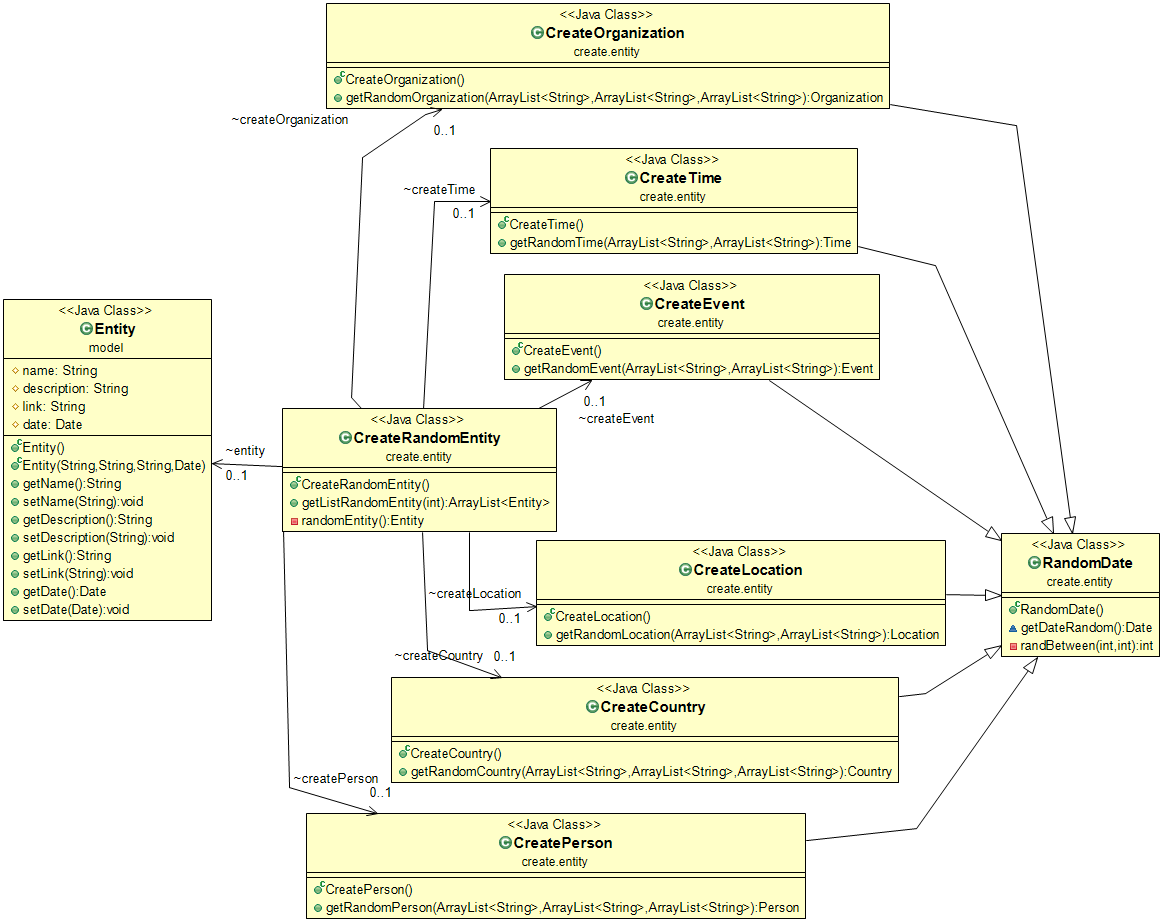 <<Java Class>>
CreateOrganization
create.entity
CreateOrganization()
getRandomOrganization(ArrayList<String>,ArrayList<String>,ArrayList<String>):Organization
~createOrganization
0..1
<<Java Class>>
CreateTime
create.entity
CreateTime()
getRandomTime(ArrayList<String>,ArrayList<String>):Time
~createTime
0..1
<<Java Class>>
CreateEvent
create.entity
CreateEvent()
getRandomEvent(ArrayList<String>,ArrayList<String>):Event
0..1
~createEvent
<<Java Class>>
Entity
model
name: String
description: String
link: String
date: Date
Entity()
Entity(String,String,String,Date)
getName():String
setName(String):void
getDescription():String
setDescription(String):void
getLink():String
setLink(String):void
getDate():Date
setDate(Date):void
~entity
0..1
<<Java Class>>
CreateRandomEntity
create.entity
CreateRandomEntity()
getListRandomEntity(int):ArrayList<Entity>
randomEntity():Entity
<<Java Class>>
RandomDate
create.entity
RandomDate()
getDateRandom():Date
randBetween(int,int):int
<<Java Class>>
CreateLocation
create.entity
CreateLocation()
getRandomLocation(ArrayList<String>,ArrayList<String>):Location
~createLocation
0..1
~createCountry
0..1
<<Java Class>>
CreateCountry
create.entity
CreateCountry()
getRandomCountry(ArrayList<String>,ArrayList<String>,ArrayList<String>):Country
~createPerson
0..1
<<Java Class>>
CreatePerson
create.entity
CreatePerson()
getRandomPerson(ArrayList<String>,ArrayList<String>,ArrayList<String>):Person